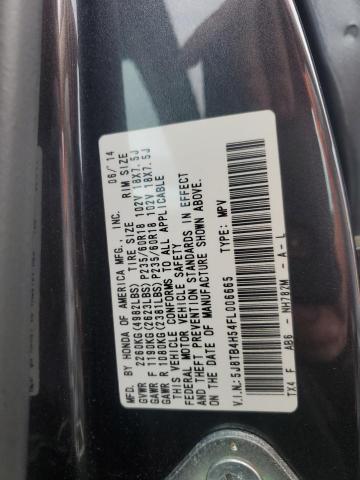 MFD. BY HONDA OF AMERICA MFG., INC. 06/14
GVWR 2260KG(4982LBS) TIRE SIZE RIM SIZE
GAWR F 1190KG(2623LBS) P235/60R18 102V 18X7.5J
GAWR R 1080KG(2381LBS) P235/60R18 102V 18X7.5J
THIS VEHICLE CONFORMS TO ALL APPLICABLE
FEDERAL MOTOR VEHICLE SAFETY
AND THEFT PREVENTION STANDARDS IN EFFECT
ON THE DATE OF MANUFACTURE SHOWN ABOVE.
V.I.N.:5J8TB4H54FL006665 TYPE: MPV
TX4 F AB6 - NH787M - A - L